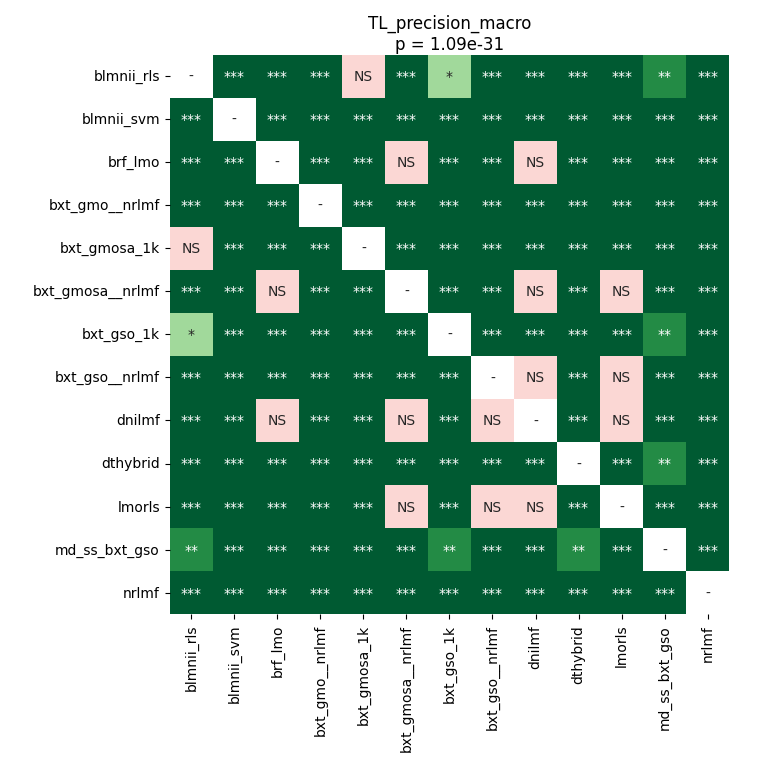 TL_precision_macro
p = 1.09e-31
blmnii_rls - *** *** *** NS *** * *** *** *** *** ** ***
blmnii_svm *** - *** *** *** *** *** *** *** *** *** *** ***
brf_lmo *** *** - *** *** NS *** *** NS *** *** *** ***
bxt_gmo__nrlmf *** *** *** - *** *** *** *** *** *** *** *** ***
bxt_gmosa_1k NS *** *** *** - *** *** *** *** *** *** *** ***
bxt_gmosa__nrlmf *** *** NS *** *** - *** *** NS *** NS *** ***
bxt_gso_1k * *** *** *** *** *** - *** *** *** *** ** ***
bxt_gso__nrlmf *** *** *** *** *** *** *** - NS *** NS *** ***
dnilmf *** *** NS *** *** NS *** NS - *** NS *** ***
dthybrid *** *** *** *** *** *** *** *** *** - *** ** ***
lmorls *** *** *** *** *** NS *** NS NS *** - *** ***
md_ss_bxt_gso ** *** *** *** *** *** ** *** *** ** *** - ***
nrlmf *** *** *** *** *** *** *** *** *** *** *** *** -
blmnii_rls
blmnii_svm
brf_lmo
bxt_gmo__nrlmf
bxt_gmosa_1k
bxt_gmosa__nrlmf
bxt_gso_1k
bxt_gso__nrlmf
dnilmf
dthybrid
lmorls
md_ss_bxt_gso
nrlmf